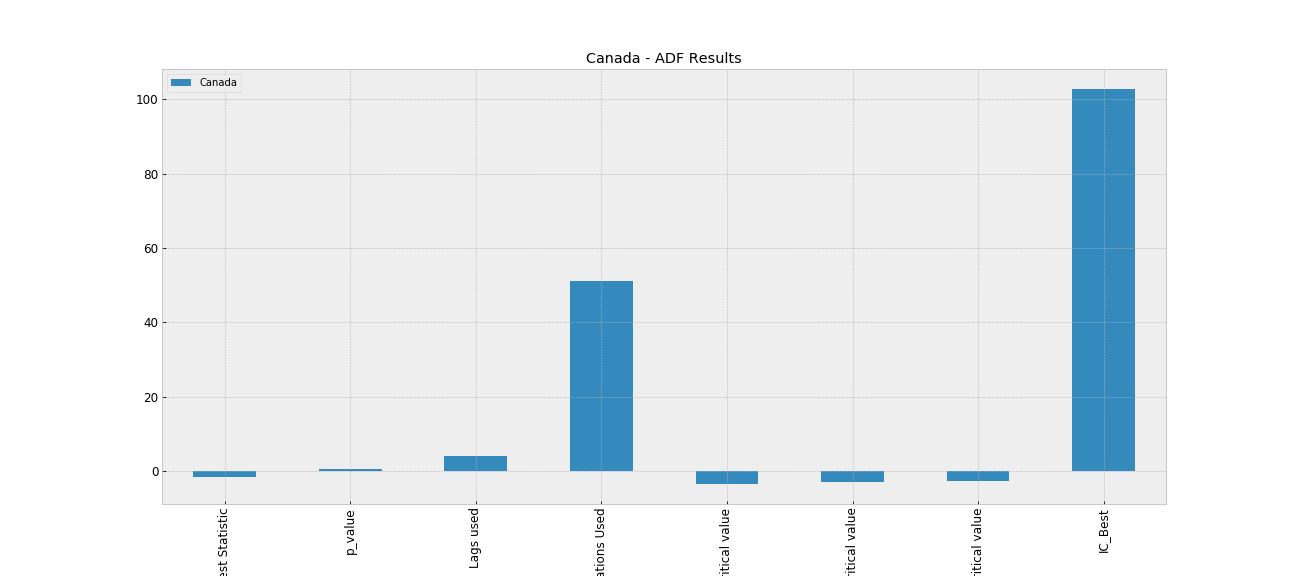 Canada - ADF Results
Canada
100
80
60
40
20
0
est Statistic
p_value
Lags used
ations Used
ritical value
ritical value
ritical value
IC_Best